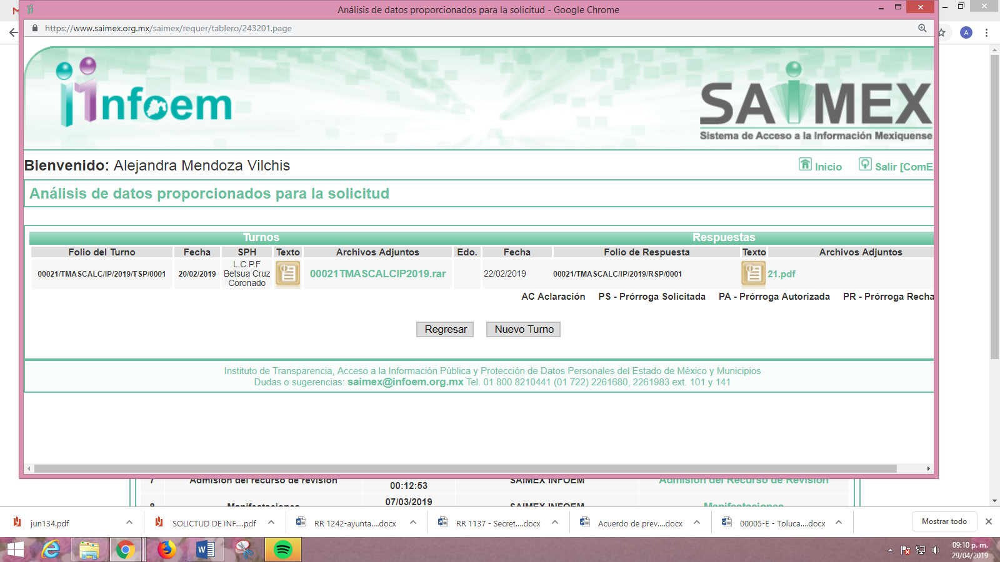 Análisis de datos proporcionados para la solicitud - Google Chrome
https://www.saimex.org.mx/saimex/requer/tablero/243201.page
infoem
SAIMEX
Sistema de Acceso a la Información Mexiquense
Bienvenido: Alejandra Mendoza Vilchis
Inicio Salir [ComE
Análisis de datos proporcionados para la solicitud
Turnos Respuestas
Folio del Turno Fecha SPH Texto Archivos Adjuntos Edo. Fecha Folio de Respuesta Texto Archivos Adjuntos
00021/TMASCALC/IP/2019/TSP/0001 20/02/2019 L.C.P.F Betsua Cruz Coronado 00021TMASCALCIP2019.rar 22/02/2019 00021/TMASCALC/IP/2019/RSP/0001 21.pdf
AC Aclaración PS - Prórroga Solicitada PA - Prórroga Autorizada PR - Prórroga Recha
Regresar Nuevo Turno
Instituto de Transparencia, Acceso a la Información Pública y Protección de Datos Personales del Estado de México y Municipios
Dudas o sugerencias: saimex@infoem.org.mx Tel. 01 800 8210441 (01 722) 2261680, 2261983 ext. 101 y 141
7 Admisión del recurso de revisión 00:12:53 SAIMEX INFOEM Admisión del Recurso de Revisión
8 Manifestaciones 07/03/2019 SAIMEX INFOEM Manifestaciones
jun134.pdf SOLICTUD DE INF....pdf RR 1242-ayunta....docx RR 1137 - Secret....docx Acuerdo de prev....docx 00005-E - Toluca....docx Mostrar todo
09:10 p. m.
29/04/2019
A